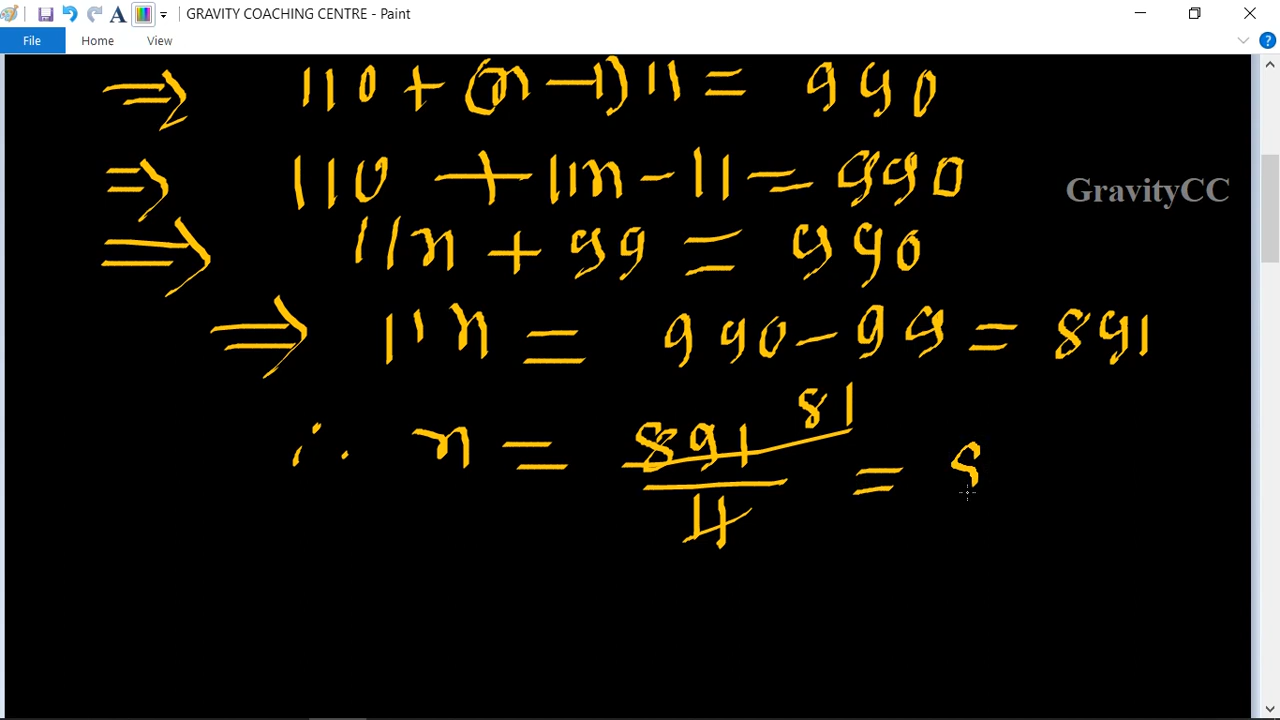 GRAVITY COACHING CENTRE - Paint
File Home View
⇒ 110 + (n - 1) 11 = 990
⇒ 110 + 11n - 11 = 990
GravityCC
⇒ 11n + 99 = 990
⇒ 11n = 990 - 99 = 891
81
∴ n = 891/11 = 8